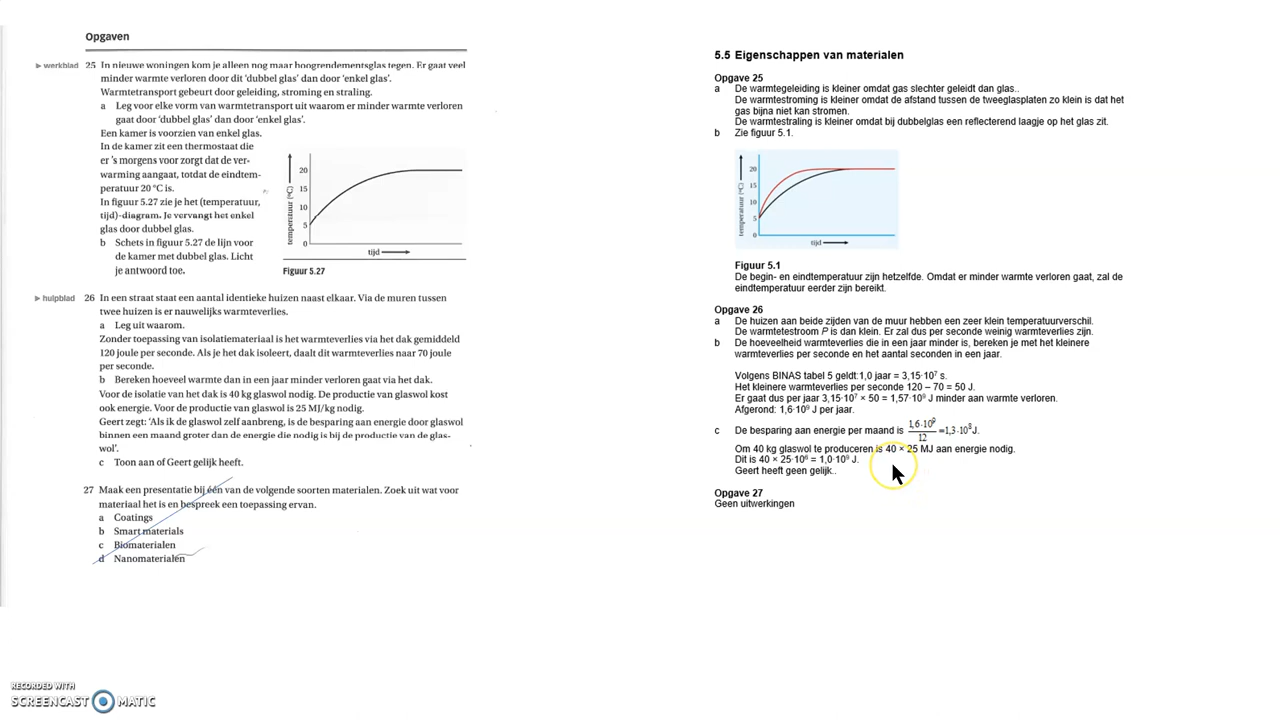 Opgaven
▶ werkblad 25 In nieuwe woningen kom je alleen nog maar hoogrendementsglas tegen. Er gaat veel
minder warmte verloren door dit 'dubbel glas' dan door 'enkel glas'.
Warmtetransport gebeurt door geleiding, stroming en straling.
a Leg voor elke vorm van warmtetransport uit waarom er minder warmte verloren
gaat door 'dubbel glas' dan door 'enkel glas'.
Een kamer is voorzien van enkel glas.
In de kamer zit een thermostaat die
er 's morgens voor zorgt dat de ver-
warming aangaat, totdat de eindtem-
peratuur 20 °C is.
In figuur 5.27 zie je het (temperatuur,
tijd)-diagram. Je vervangt het enkel
glas door dubbel glas.
b Schets in figuur 5.27 de lijn voor
de kamer met dubbel glas. Licht
je antwoord toe.
temperatuur (°C)
20
15
10
5
0
tijd
Figuur 5.27
▶ hulpblad 26 In een straat staat een aantal identieke huizen naast elkaar. Via de muren tussen
twee huizen is er nauwelijks warmteverlies.
a Leg uit waarom.
Zonder toepassing van isolatiemateriaal is het warmteverlies via het dak gemiddeld
120 joule per seconde. Als je het dak isoleert, daalt dit warmteverlies naar 70 joule
per seconde.
b Bereken hoeveel warmte dan in een jaar minder verloren gaat via het dak.
Voor de isolatie van het dak is 40 kg glaswol nodig. De productie van glaswol kost
ook energie. Voor de productie van glaswol is 25 MJ/kg nodig.
Geert zegt: 'Als ik de glaswol zelf aanbreng, is de besparing aan energie door glaswol
binnen een maand groter dan de energie die nodig is bij de productie van de glas-
wol'.
c Toon aan of Geert gelijk heeft.
27 Maak een presentatie bij één van de volgende soorten materialen. Zoek uit wat voor
materiaal het is en bespreek een toepassing ervan.
a Coatings
b Smart materials
c Biomaterialen
d Nanomaterialen
5.5 Eigenschappen van materialen
Opgave 25
a De warmtegeleiding is kleiner omdat gas slechter geleidt dan glas..
De warmtestroming is kleiner omdat de afstand tussen de tweeglasplaten zo klein is dat het
gas bijna niet kan stromen.
De warmtestraling is kleiner omdat bij dubbelglas een reflecterend laagje op het glas zit.
b Zie figuur 5.1.
temperatuur (°C)
20
15
10
5
0
tijd
Figuur 5.1
De begin- en eindtemperatuur zijn hetzelfde. Omdat er minder warmte verloren gaat, zal de
eindtemperatuur eerder zijn bereikt.
Opgave 26
a De huizen aan beide zijden van de muur hebben een zeer klein temperatuurverschil.
De warmtetestroom P is dan klein. Er zal dus per seconde weinig warmteverlies zijn.
b De hoeveelheid warmteverlies die in een jaar minder is, bereken je met het kleinere
warmteverlies per seconde en het aantal seconden in een jaar.
Volgens BINAS tabel 5 geldt:1,0 jaar = 3,15·10⁷ s.
Het kleinere warmteverlies per seconde 120 – 70 = 50 J.
Er gaat dus per jaar 3,15·10⁷ × 50 = 1,57·10⁹ J minder aan warmte verloren.
Afgerond: 1,6·10⁹ J per jaar.
c De besparing aan energie per maand is 1,6·10⁹/12 =1,3·10⁸J.
Om 40 kg glaswol te produceren is 40 × 25 MJ aan energie nodig.
Dit is 40 × 25·10⁶ = 1,0·10⁹ J.
Geert heeft geen gelijk..
Opgave 27
Geen uitwerkingen
RECORDED WITH
SCREENCAST MATIC